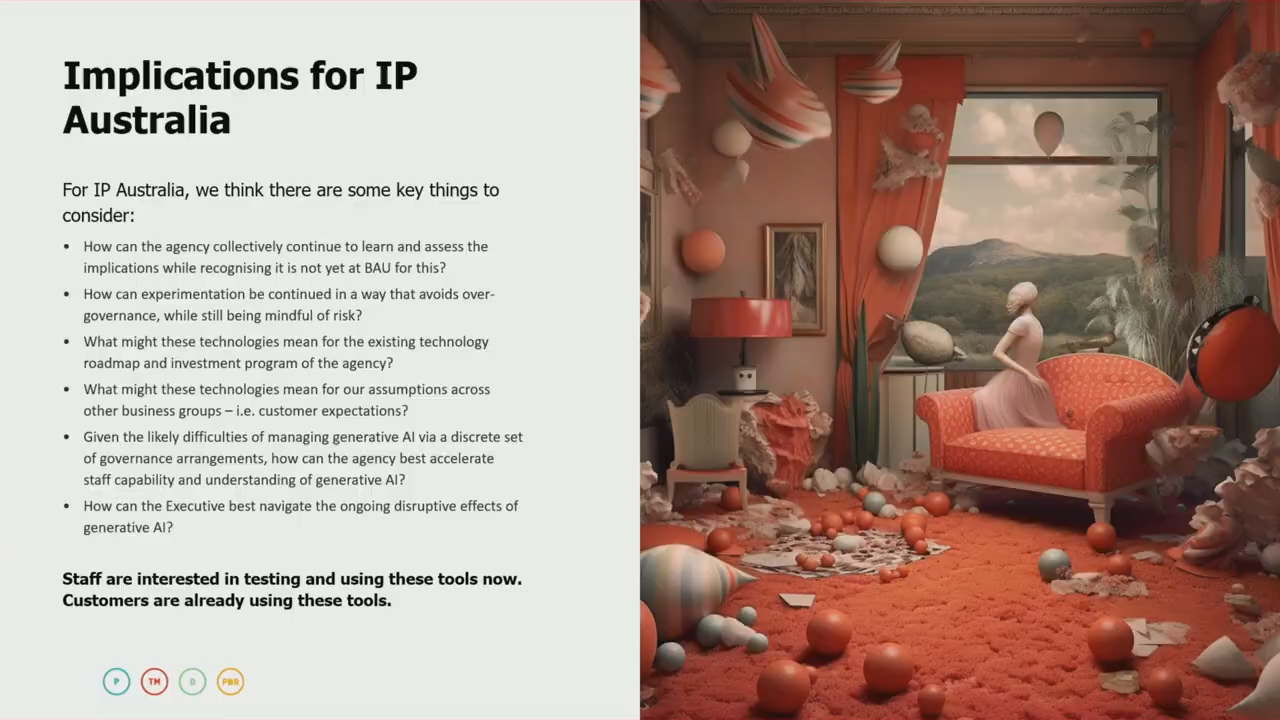 Implications for IP
Australia
For IP Australia, we think there are some key things to
consider:
• How can the agency collectively continue to learn and assess the
implications while recognising it is not yet at BAU for this?
• How can experimentation be continued in a way that avoids over-
governance, while still being mindful of risk?
• What might these technologies mean for the existing technology
roadmap and investment program of the agency?
• What might these technologies mean for our assumptions across
other business groups – i.e. customer expectations?
• Given the likely difficulties of managing generative AI via a discrete set
of governance arrangements, how can the agency best accelerate
staff capability and understanding of generative AI?
• How can the Executive best navigate the ongoing disruptive effects of
generative AI?
Staff are interested in testing and using these tools now.
Customers are already using these tools.
P TM D PBR